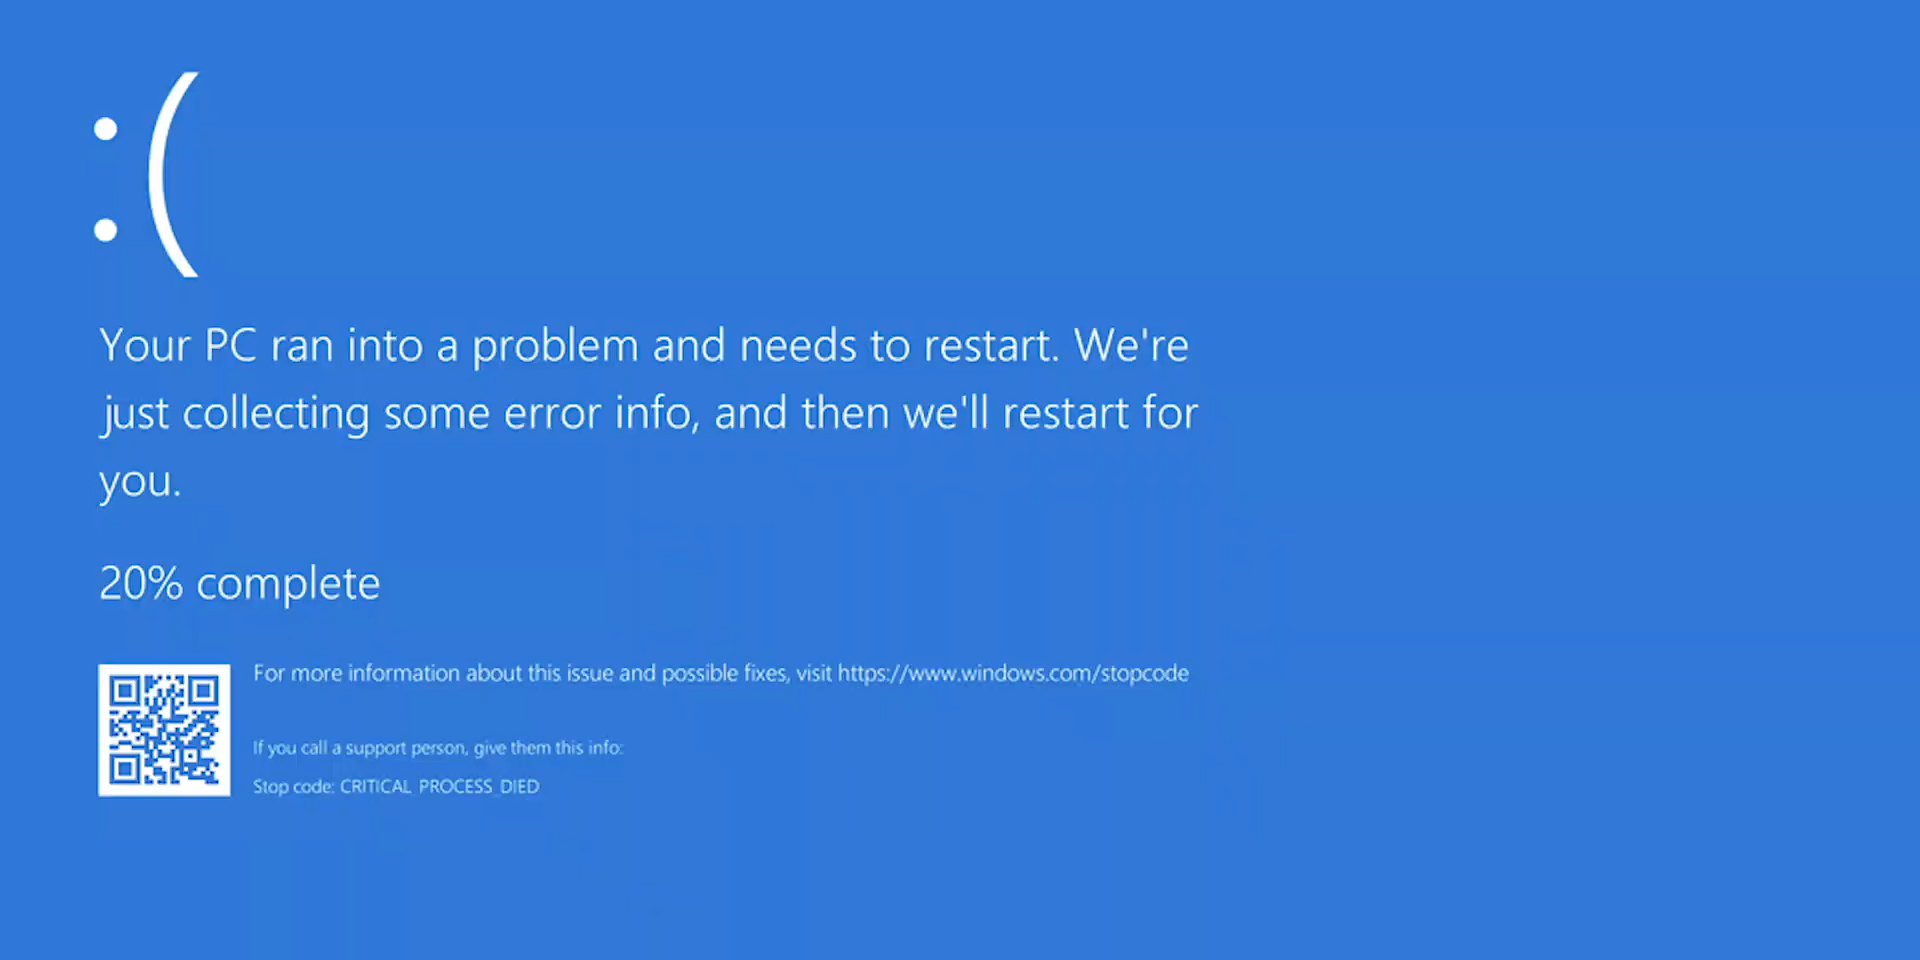 :(
Your PC ran into a problem and needs to restart. We're
just collecting some error info, and then we'll restart for
you.
20% complete
For more information about this issue and possible fixes, visit https://www.windows.com/stopcode
If you call a support person, give them this info:
Stop code: CRITICAL_PROCESS_DIED